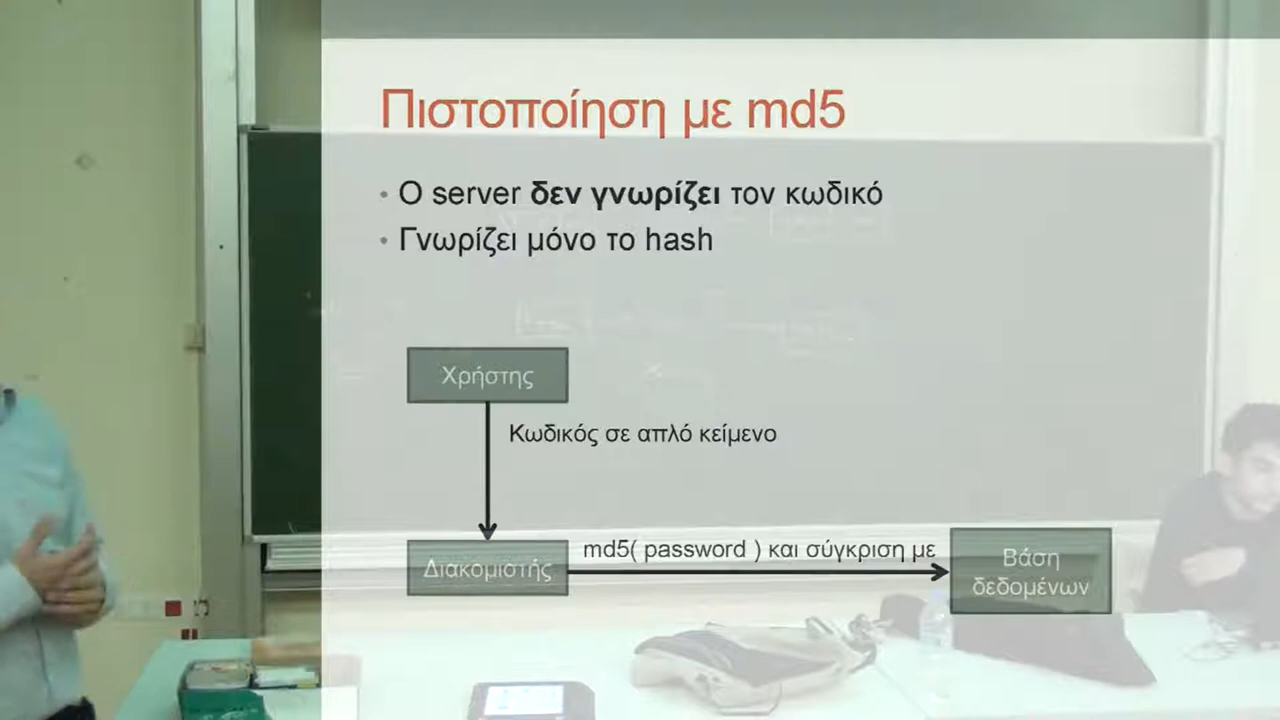 Πιστοποίηση με md5
• Ο server δεν γνωρίζει τον κωδικό
• Γνωρίζει μόνο το hash
Χρήστης
Κωδικός σε απλό κείμενο
Διακομιστής
md5( password ) και σύγκριση με
Βάση
δεδομένων